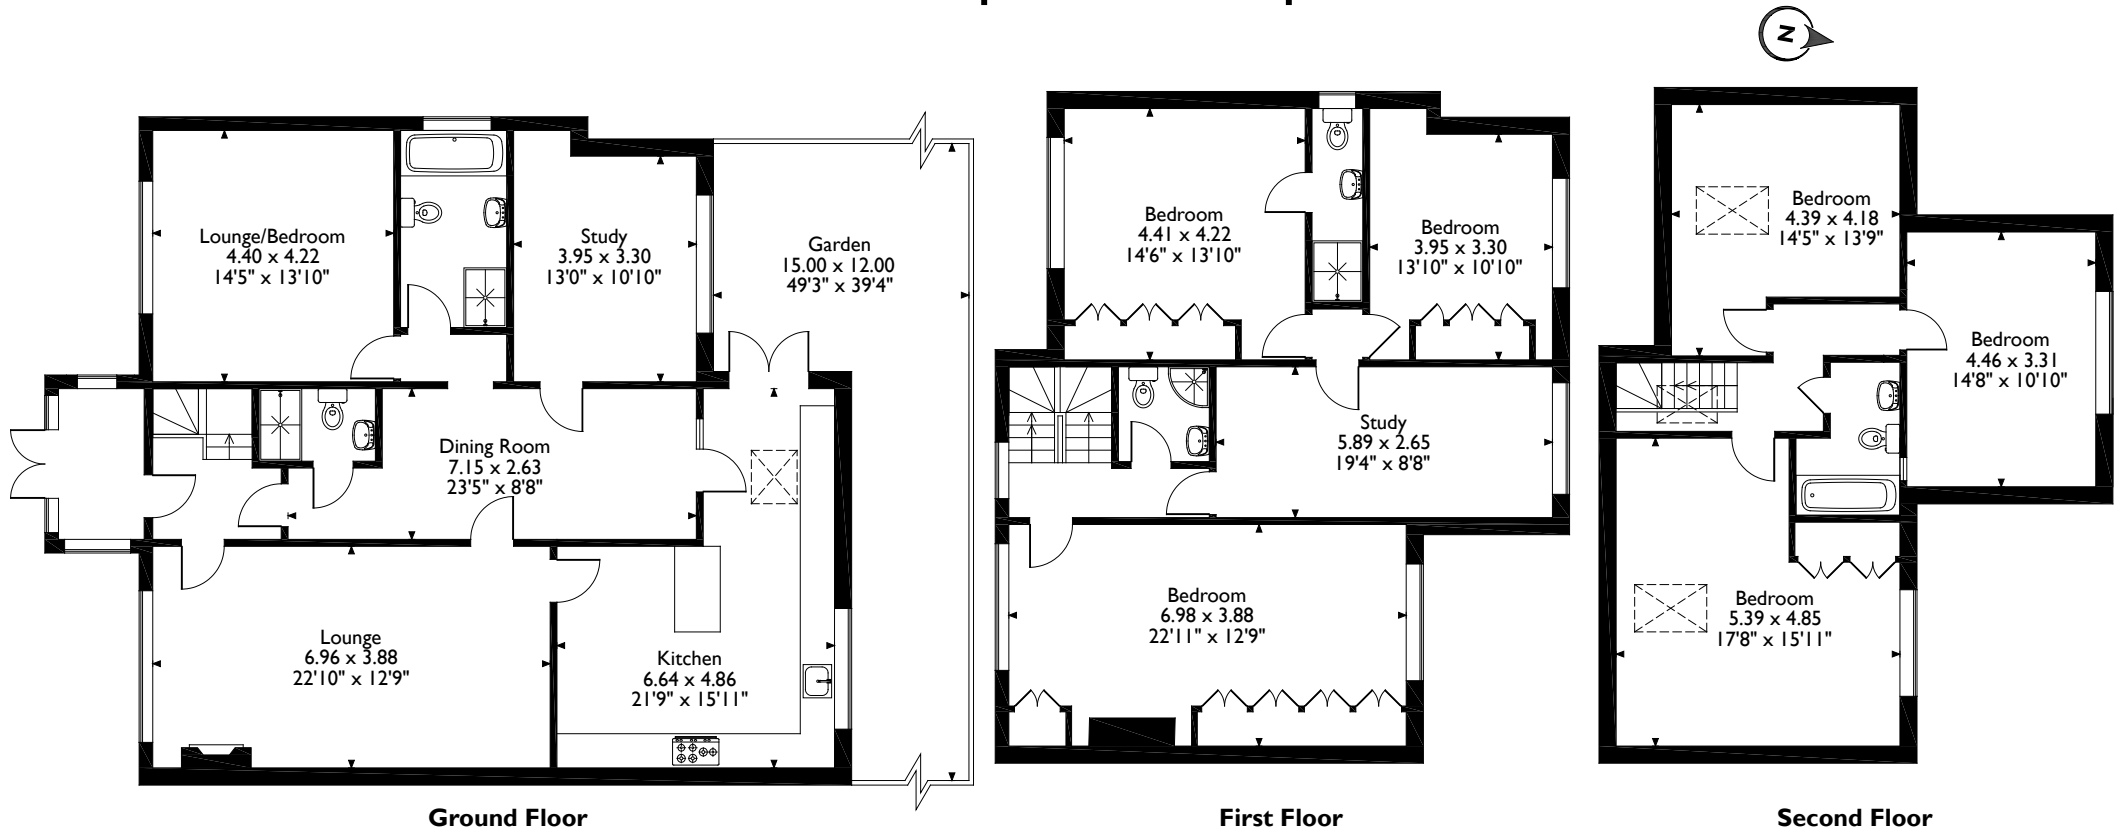 N
Lounge/Bedroom
4.40 x 4.22
14'5" x 13'10"
Study
3.95 x 3.30
13'0" x 10'10"
Garden
15.00 x 12.00
49'3" x 39'4"
Dining Room
7.15 x 2.63
23'5" x 8'8"
Lounge
6.96 x 3.88
22'10" x 12'9"
Kitchen
6.64 x 4.86
21'9" x 15'11"
Ground Floor
Bedroom
4.41 x 4.22
14'6" x 13'10"
Bedroom
3.95 x 3.30
13'10" x 10'10"
Study
5.89 x 2.65
19'4" x 8'8"
Bedroom
6.98 x 3.88
22'11" x 12'9"
First Floor
Bedroom
4.39 x 4.18
14'5" x 13'9"
Bedroom
4.46 x 3.31
14'8" x 10'10"
Bedroom
5.39 x 4.85
17'8" x 15'11"
Second Floor